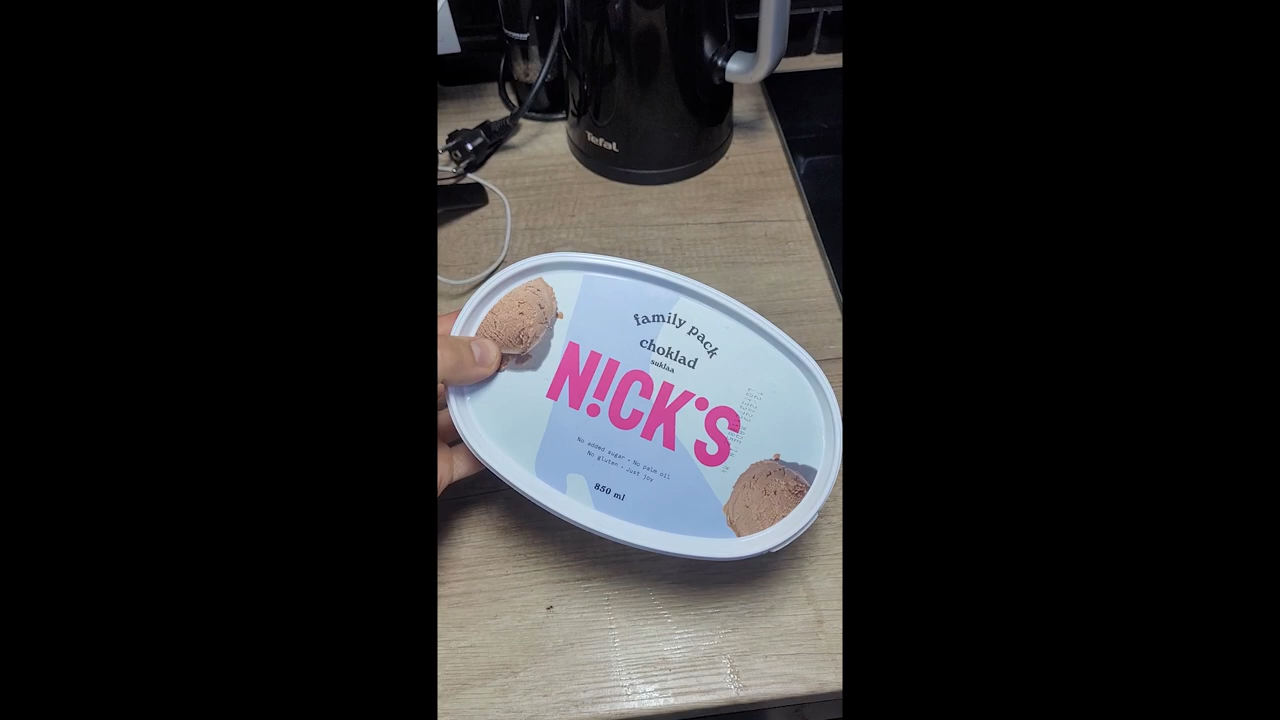 Tefal
family pack
choklad
suklaa
N!CK'S
No added sugar • No palm oil
No gluten • Just joy
850 ml